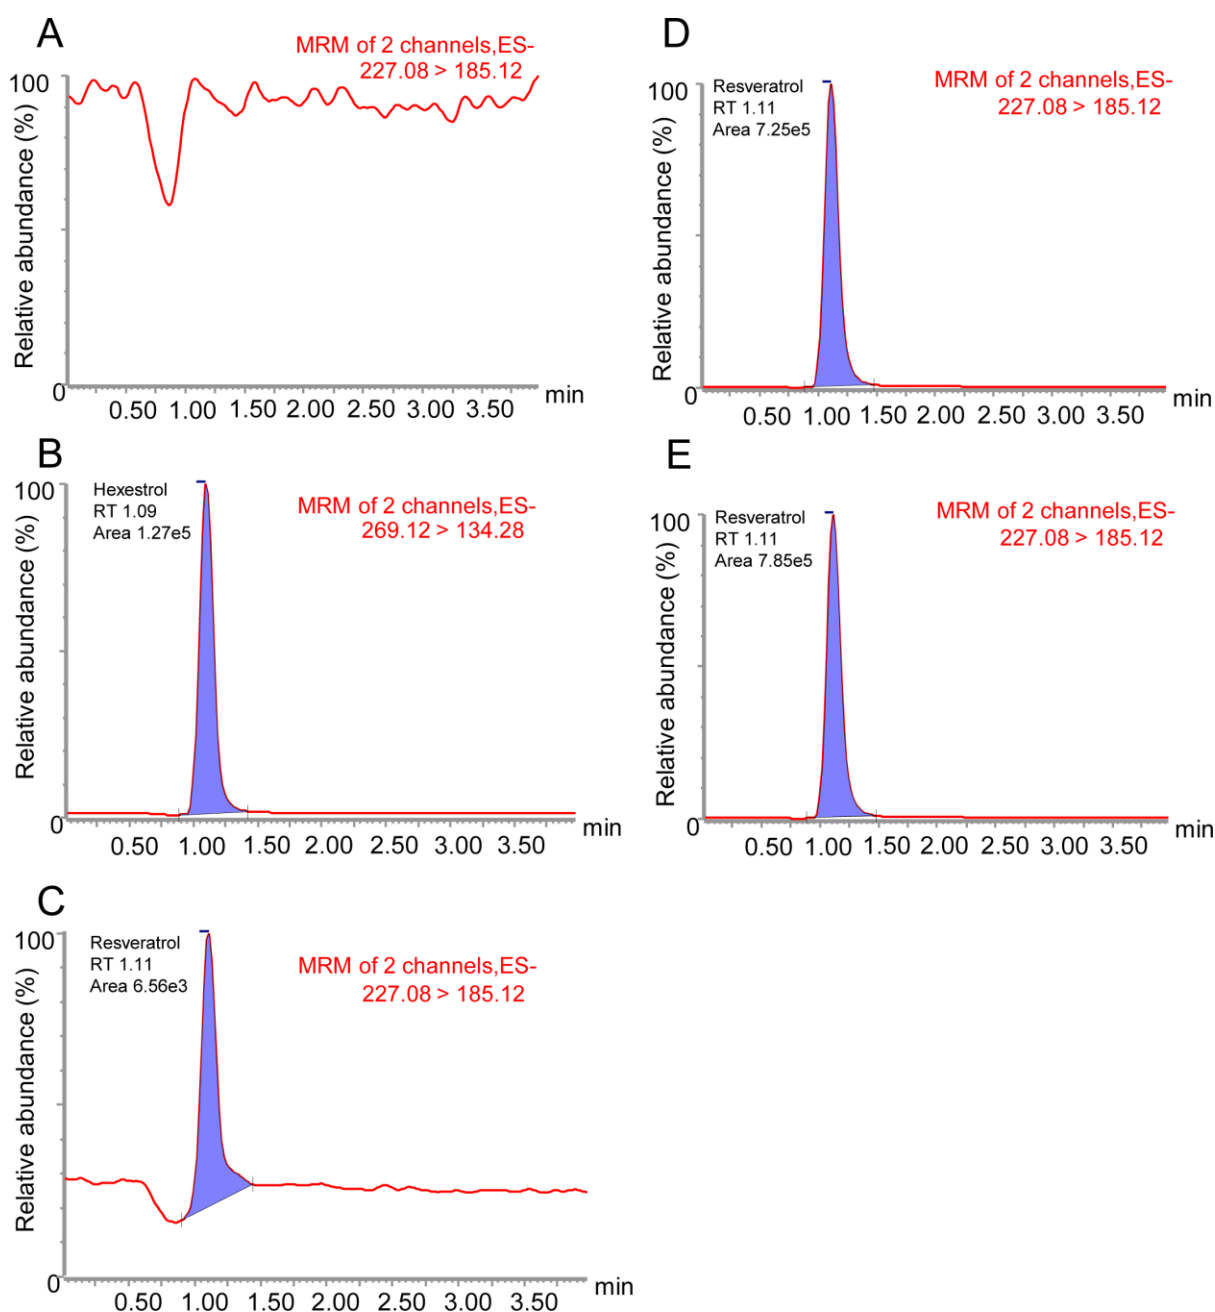 A
MRM of 2 channels,ES-
227.08 > 185.12
100
Relative abundance (%)
0
0.50 1.00 1.50 2.00 2.50 3.00 3.50 min
B
Hexestrol
RT 1.09
Area 1.27e5
MRM of 2 channels,ES-
269.12 > 134.28
100
Relative abundance (%)
0
0.50 1.00 1.50 2.00 2.50 3.00 3.50 min
C
Resveratrol
RT 1.11
Area 6.56e3
MRM of 2 channels,ES-
227.08 > 185.12
100
Relative abundance (%)
0
0.50 1.00 1.50 2.00 2.50 3.00 3.50 min
D
Resveratrol
RT 1.11
Area 7.25e5
MRM of 2 channels,ES-
227.08 > 185.12
100
Relative abundance (%)
0
0.50 1.00 1.50 2.00 2.50 3.00 3.50 min
E
Resveratrol
RT 1.11
Area 7.85e5
MRM of 2 channels,ES-
227.08 > 185.12
100
Relative abundance (%)
0
0.50 1.00 1.50 2.00 2.50 3.00 3.50 min